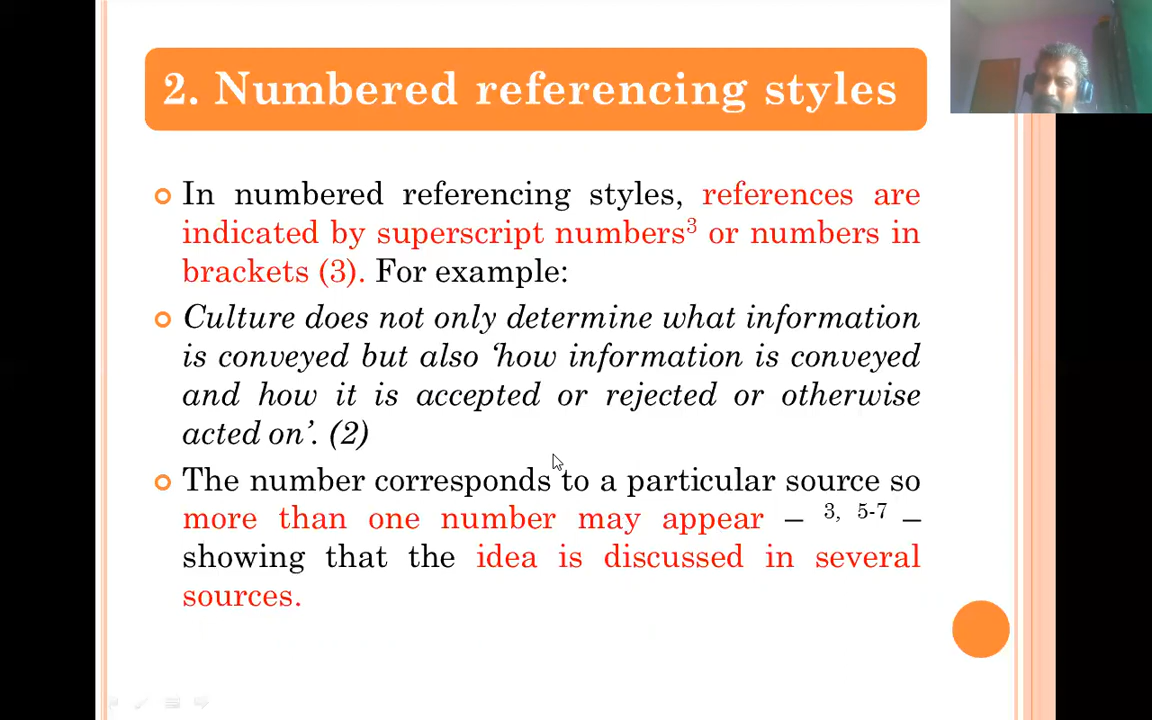 2. Numbered referencing styles
In numbered referencing styles, references are
indicated by superscript numbers³ or numbers in
brackets (3). For example:
Culture does not only determine what information
is conveyed but also ‘how information is conveyed
and how it is accepted or rejected or otherwise
acted on’. (2)
The number corresponds to a particular source so
more than one number may appear – ³, ⁵⁻⁷ –
showing that the idea is discussed in several
sources.